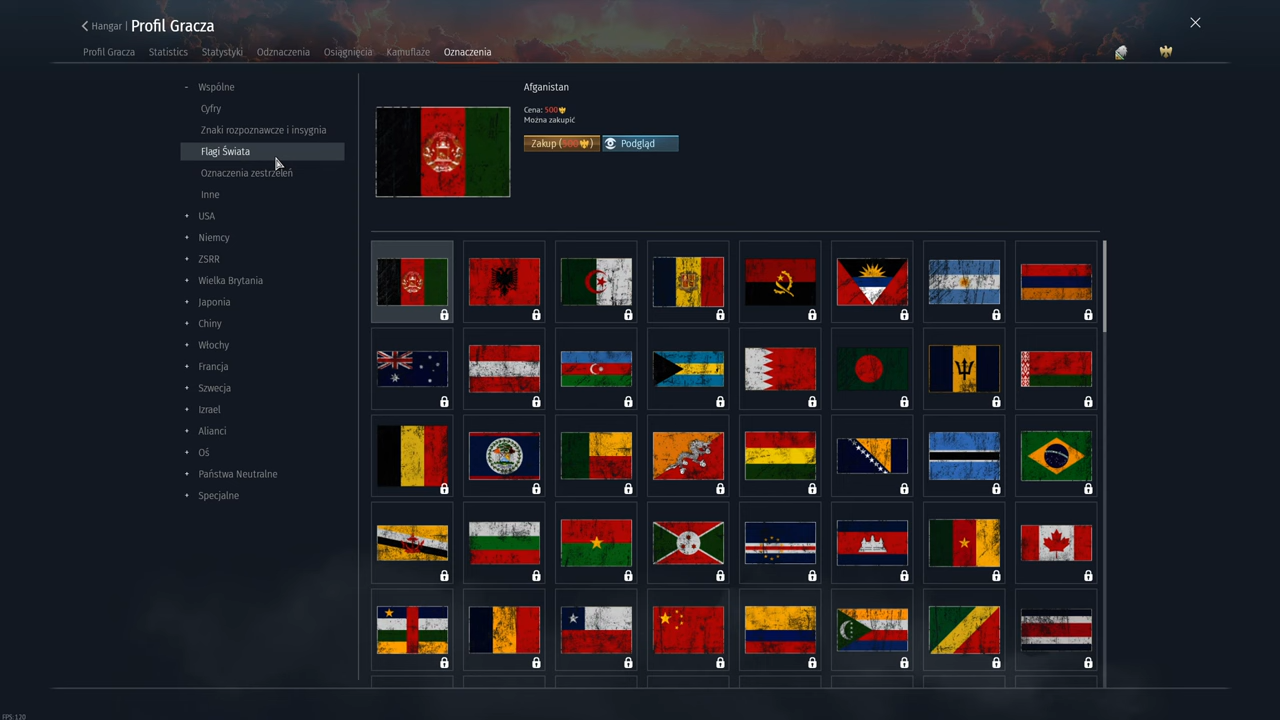 Hangar | Profil Gracza
Profil Gracza Statistics Statystyki Odznaczenia Osiągnięcia Kamuflaże Oznaczenia
- Wspólne
Cyfry
Znaki rozpoznawcze i insygnia
Flagi Świata
Oznaczenia zestrzeleń
Inne
+ USA
+ Niemcy
+ ZSRR
+ Wielka Brytania
+ Japonia
+ Chiny
+ Włochy
+ Francja
+ Szwecja
+ Izrael
+ Alianci
+ Oś
+ Państwa Neutralne
+ Specjalne
Afganistan
Cena: 500
Można zakupić
Zakup (500) Podgląd
FPS: 120